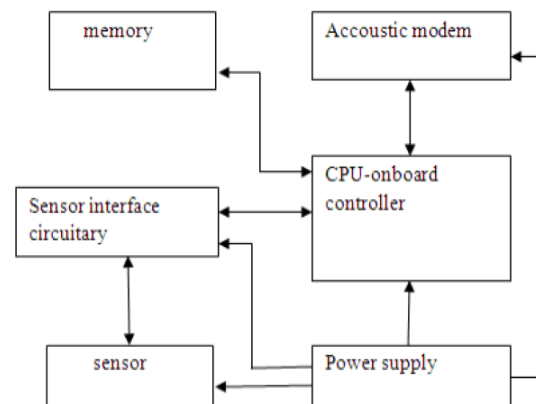 memory
Accoustic modem
CPU-onboard
controller
Sensor interface
circuitary
sensor
Power supply